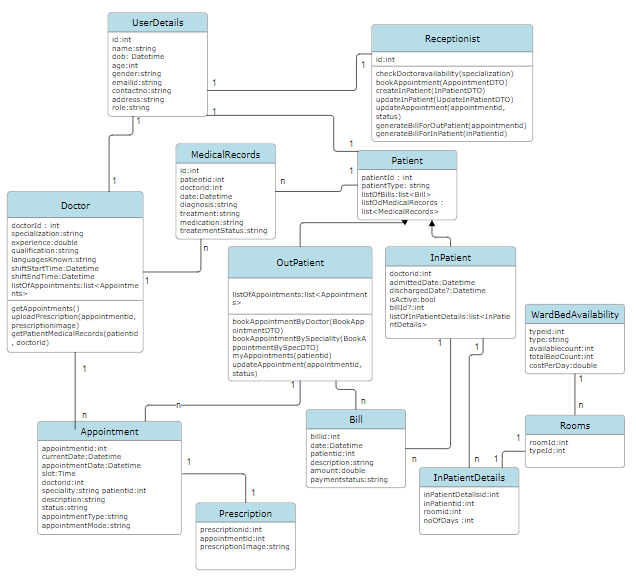 UserDetails
id:int
name:string
dob: Datetime
age:int
gender:string
emailid:string
contactno:string
address:string
role:string
Receptionist
id:int
checkDoctoravailability(specialization)
bookAppointment(AppointmentDTO)
createInPatient(InPatientDTO)
updateInPatient(UpdateInPatientDTO)
updateAppointment(appointmentid,
status)
generateBillForOutPatient(appointmentid)
generateBillForInPatient(inPatientid)
1
1
1
1
1
1
MedicalRecords
id:int
patientid:int
doctorid:int
date:Datetime
diagnosis:string
treatment:string
medication:string
treatementStatus:string
n
1
n
1
Patient
patientId : int
patientType: string
listOfBills:list<Bill>
listOdMedicalRecords :
list<MedicalRecords>
Doctor
doctorId : int
specialization:string
experience:double
qualification:string
languagesKnown:string
shiftStartTime:Datetime
shiftEndTime:Datetime
listOfAppointments:list<Appointme
nts>
getAppointments()
uploadPrescription(appointmentid,
prescriptionimage)
getPatientMedicalRecords(patientid
, doctorid)
OutPatient
listOfAppointments:list<Appointment
s>
bookAppointmentByDoctor(BookApp
ointmentDTO)
bookAppointmentBySpeciality(BookA
ppointmentBySpecDTO)
myAppointments(patientid)
updateAppointment(appointmentid,
status)
InPatient
doctorid:int
admittedDate:Datetime
dischargedDate?:Datetime
isActive:bool
billId?:int
listOfInPatientDetails:list<InPatie
ntDetails>
WardBedAvailability
typeid:int
type:string
availablecount:int
totalBedCount:int
costPerDay:double
1
n
1
n
1
n
1
n
1
n
1
n
1
n
Appointment
appointmentid:int
currentDate:Datetime
appointmentDate:Datetime
slot:Time
doctorid:int
speciality:string patientid:int
description:string
status:string
appointmentType:string
appointmentMode:string
1
1
Bill
billid:int
date:Datetime
patientid:int
description:string
amount:double
paymentstatus:string
Rooms
roomId:int
typeId:int
1
1
Prescription
prescriptionid:int
appointmentid:int
prescriptionImage:string
InPatientDetails
inPatientDetailsid:int
inPatientid:int
roomid:int
noOfDays :int